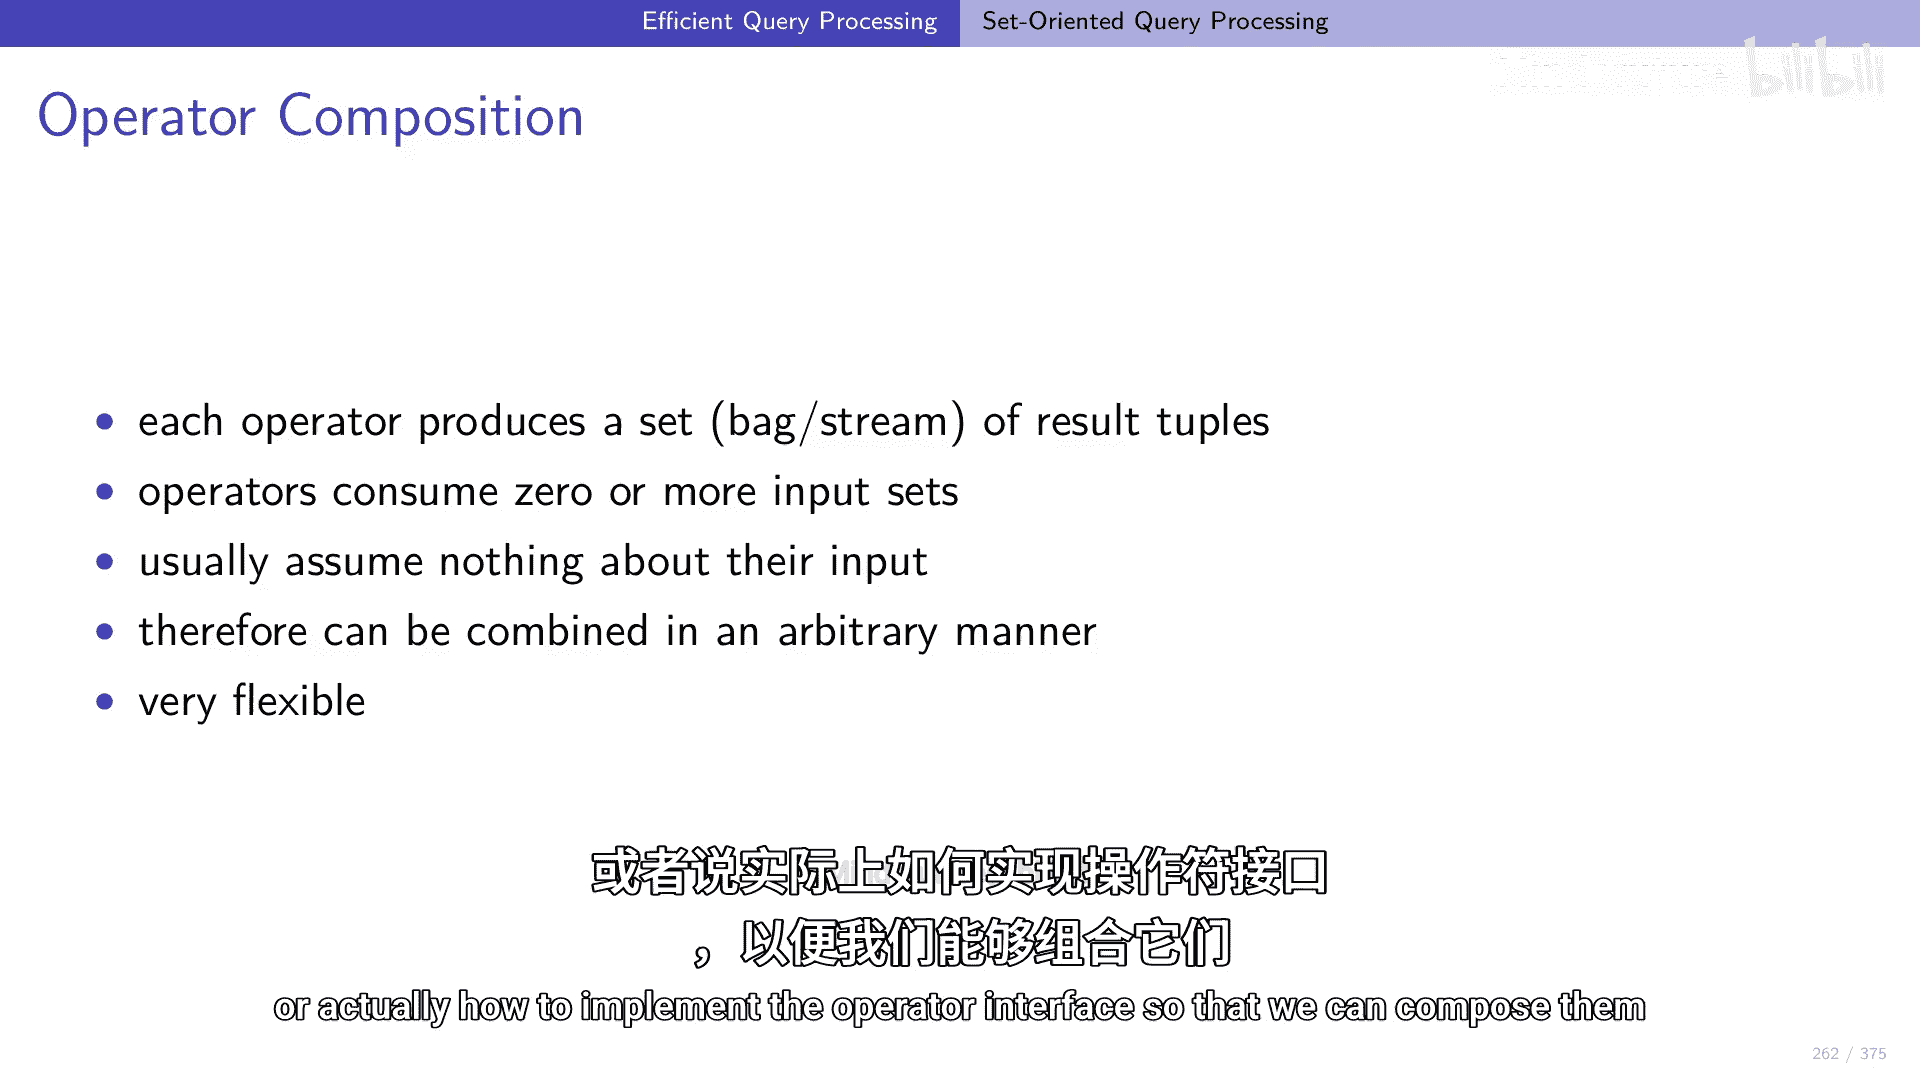 Efficient Query Processing
Set-Oriented Query Processing
bilibili
Operator Composition
• each operator produces a set (bag/stream) of result tuples
• operators consume zero or more input sets
• usually assume nothing about their input
• therefore can be combined in an arbitrary manner
• very flexible
或者说实际上如何实现操作符接口
，以便我们能够组合它们
or actually how to implement the operator interface so that we can compose them
262 / 375